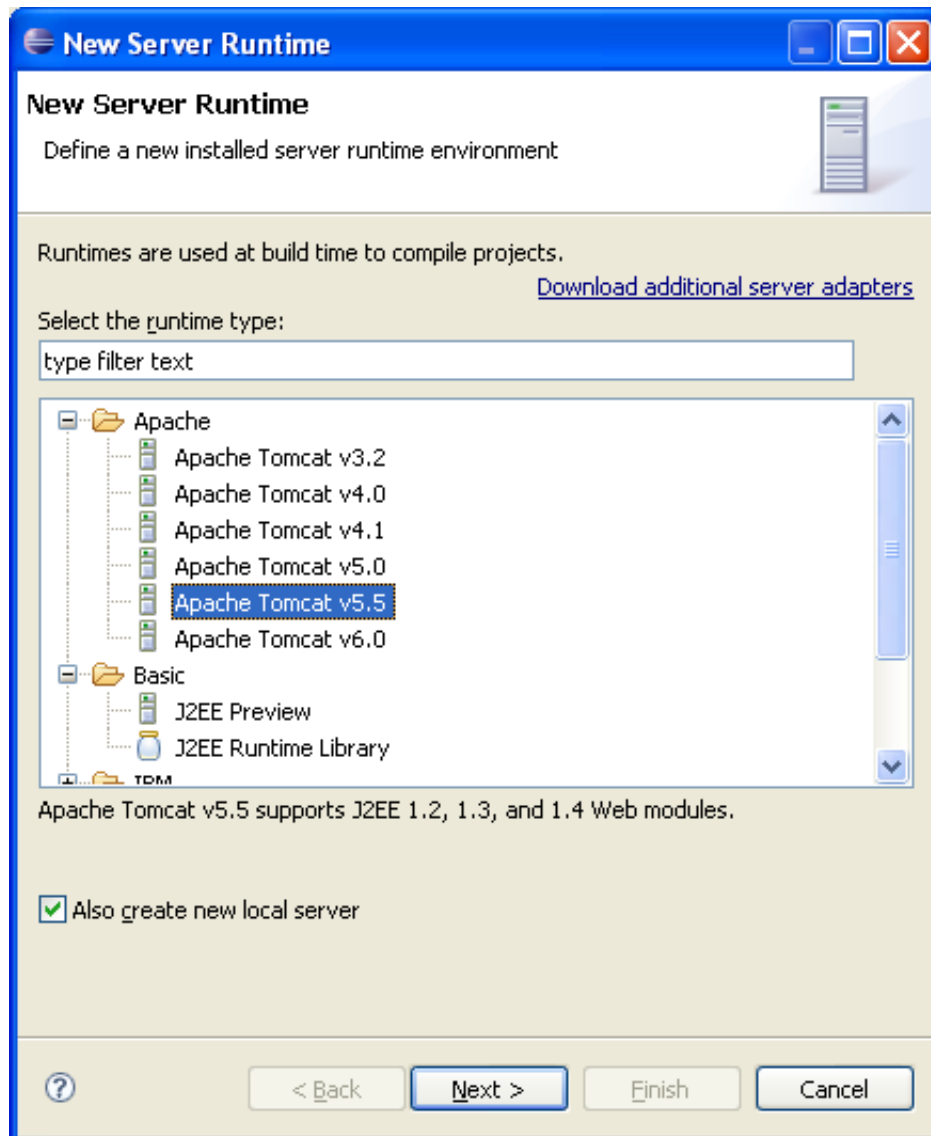 New Server Runtime
New Server Runtime
Define a new installed server runtime environment
Runtimes are used at build time to compile projects.
Download additional server adapters
Select the runtime type:
type filter text
Apache
Apache Tomcat v3.2
Apache Tomcat v4.0
Apache Tomcat v4.1
Apache Tomcat v5.0
Apache Tomcat v5.5
Apache Tomcat v6.0
Basic
J2EE Preview
J2EE Runtime Library
IBM
Apache Tomcat v5.5 supports J2EE 1.2, 1.3, and 1.4 Web modules.
Also create new local server
? < Back Next > Finish Cancel